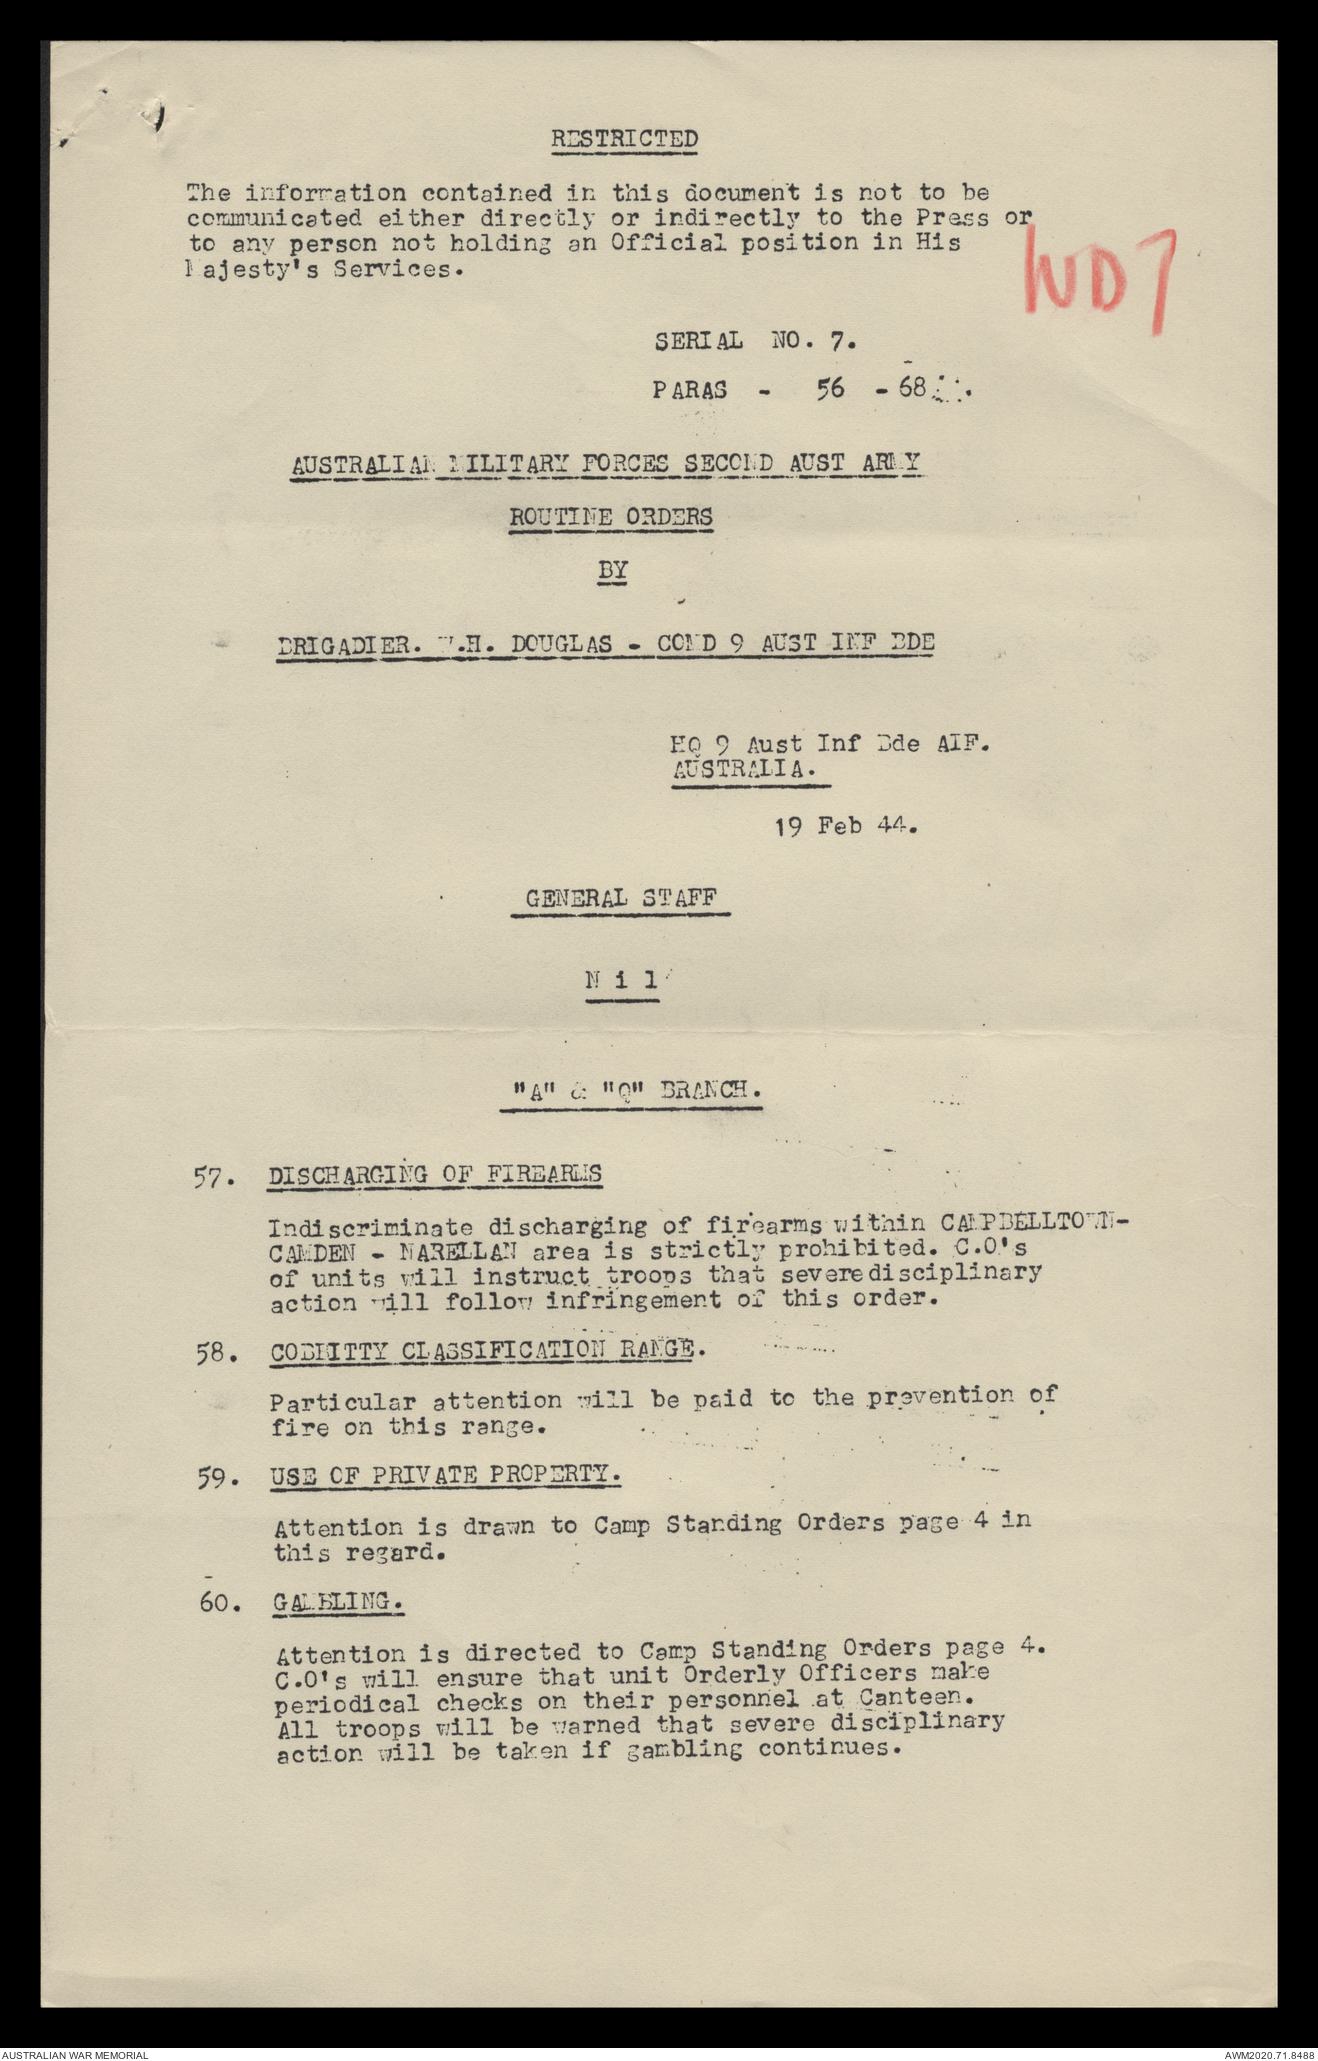 RESTRICTED
The information contained in this document is not to be
communicated either directly or indirectly to the Press or
to any person not holding an Official position in His
Majesty's Services.
WD7
SERIAL NO. 7.
PARAS - 56 - 68
AUSTRALIAN MILITARY FORCES SECOND AUST ARMY
ROUTINE ORDERS
BY
BRIGADIER. W.H. DOUGLAS - COMD 9 AUST INF BDE
HQ 9 Aust Inf Bde AIF.
AUSTRALIA.
19 Feb 44.
GENERAL STAFF
N i l
"A" & "Q" BRANCH.
57. DISCHARGING OF FIREARMS
Indiscriminate discharging of firearms within CAMPBELLTOWN-
CAMDEN - NARELLAN area is strictly prohibited. C.O's
of units will instruct troops that severe disciplinary
action will follow infringement of this order.
58. COBBITTY CLASSIFICATION RANGE.
Particular attention will be paid to the prevention of
fire on this range.
59. USE OF PRIVATE PROPERTY.
Attention is drawn to Camp Standing Orders page 4 in
this regard.
60. GAMBLING.
Attention is directed to Camp Standing Orders page 4.
C.O's will ensure that unit Orderly Officers make
periodical checks on their personnel at Canteen.
All troops will be warned that severe disciplinary
action will be taken if gambling continues.
AUSTRALIAN WAR MEMORIAL
AWM2020.71.8488